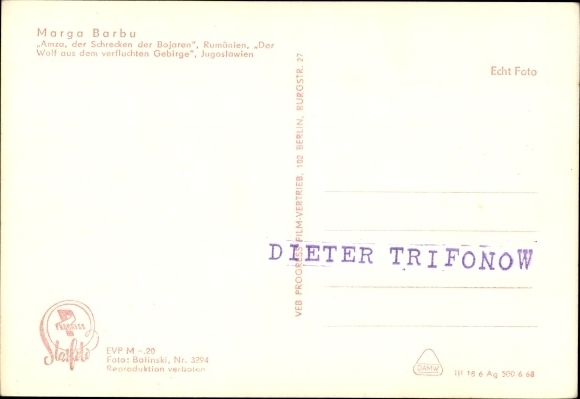 Marga Barbu
„Amza, der Schrecken der Bojaren", Rumänien, „Der
Wolf aus dem verfluchten Gebirge", Jugoslawien
Echt Foto
VEB PROGRESS FILM-VERTRIEB, 102 BERLIN, BURGSTR. 27
DIETER TRIFONOW
PROGRESS
Starfoto
EVP M –.20
Foto: Balinski, Nr. 3294
Reproduktion verboten
DAMW
IP 18 6 Ag 500 6 68